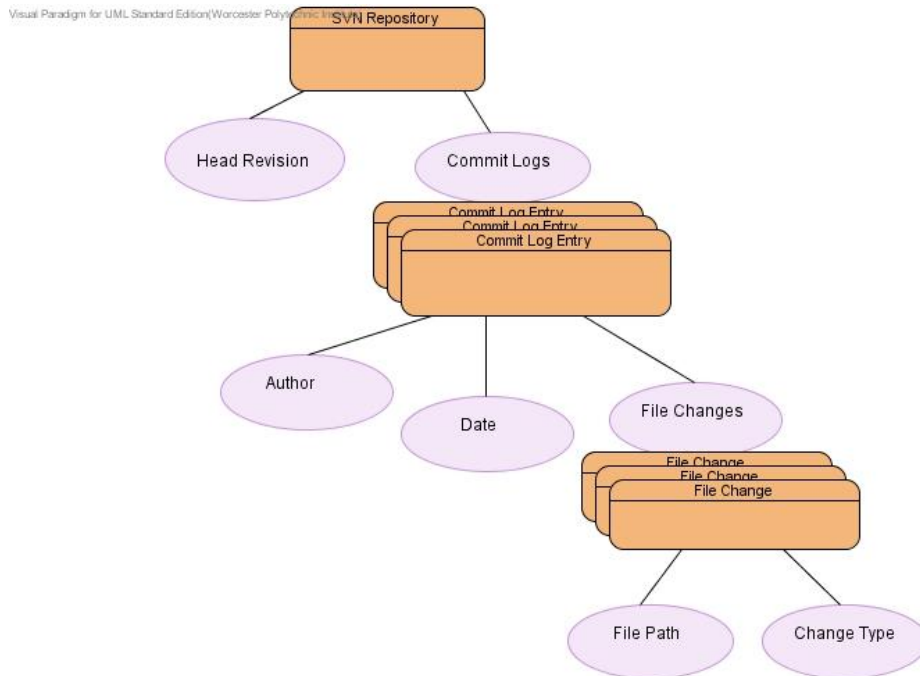 Visual Paradigm for UML Standard Edition(Worcester Polytechnic Institute)
SVN Repository
Head Revision
Commit Logs
Commit Log Entry
Commit Log Entry
Commit Log Entry
Author
Date
File Changes
File Change
File Change
File Change
File Path
Change Type